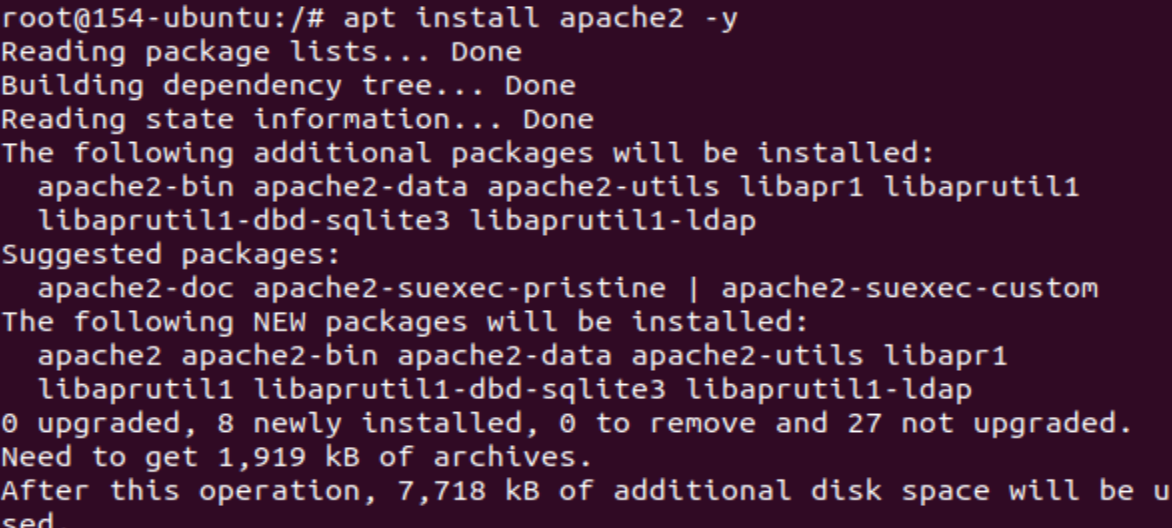 root@154-ubuntu:/# apt install apache2 -y
Reading package lists... Done
Building dependency tree... Done
Reading state information... Done
The following additional packages will be installed:
  apache2-bin apache2-data apache2-utils libapr1 libaprutil1
  libaprutil1-dbd-sqlite3 libaprutil1-ldap
Suggested packages:
  apache2-doc apache2-suexec-pristine | apache2-suexec-custom
The following NEW packages will be installed:
  apache2 apache2-bin apache2-data apache2-utils libapr1
  libaprutil1 libaprutil1-dbd-sqlite3 libaprutil1-ldap
0 upgraded, 8 newly installed, 0 to remove and 27 not upgraded.
Need to get 1,919 kB of archives.
After this operation, 7,718 kB of additional disk space will be u
sed.